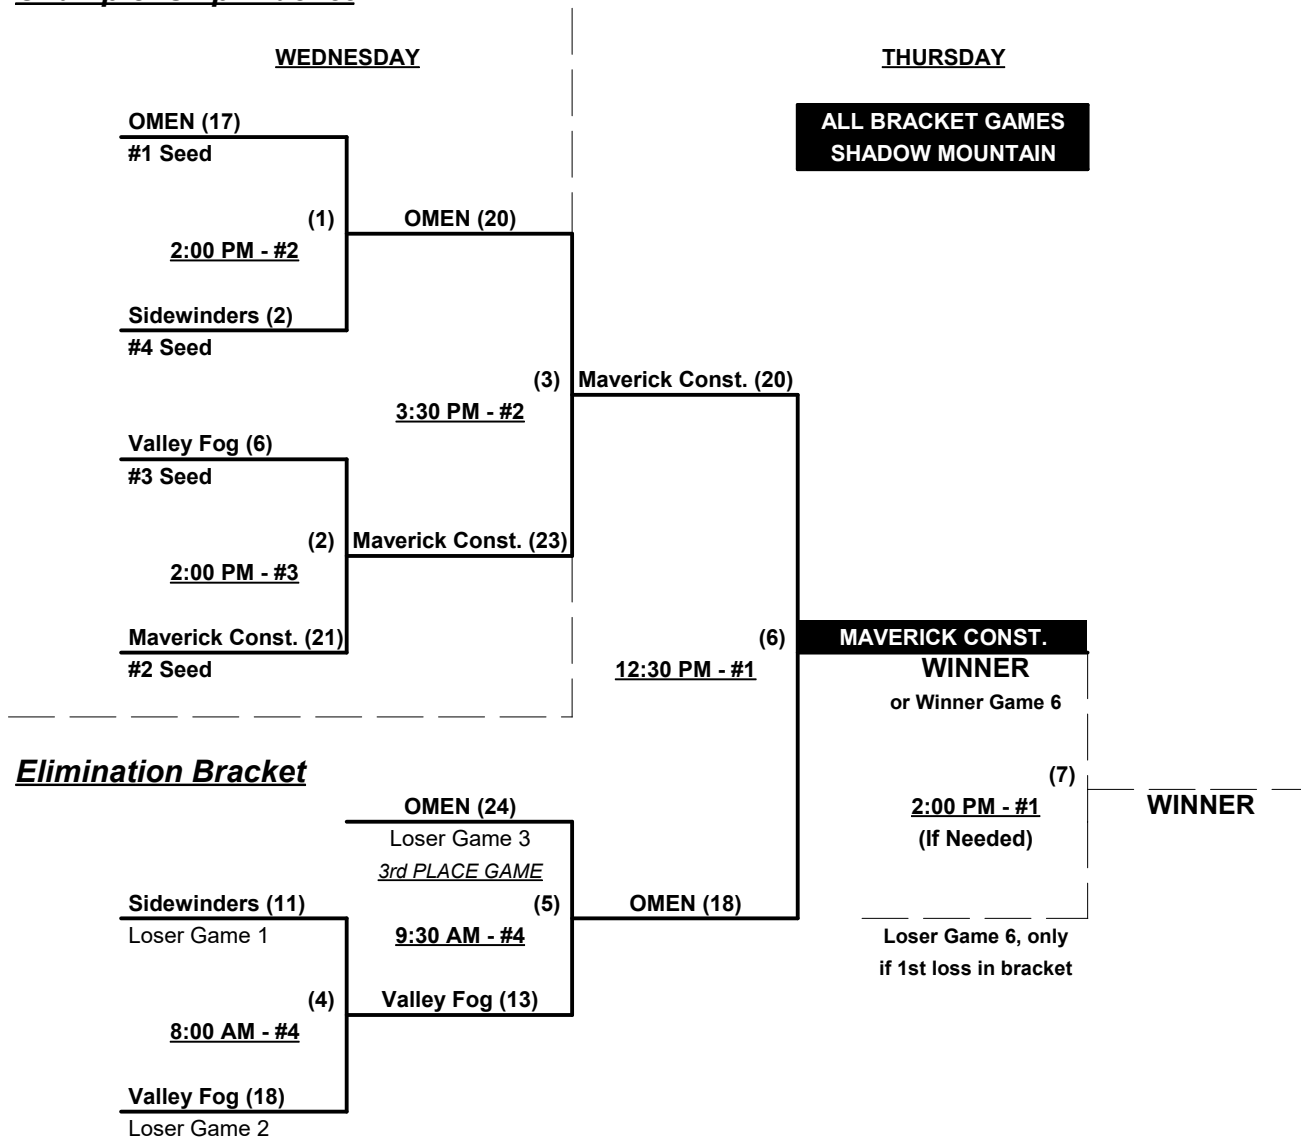 WEDNESDAY
THURSDAY
OMEN (17)
#1 Seed
ALL BRACKET GAMES
SHADOW MOUNTAIN
(1)
OMEN (20)
2:00 PM - #2
Sidewinders (2)
#4 Seed
(3)
Maverick Const. (20)
3:30 PM - #2
Valley Fog (6)
#3 Seed
(2)
Maverick Const. (23)
2:00 PM - #3
Maverick Const. (21)
#2 Seed
(6)
MAVERICK CONST.
12:30 PM - #1
WINNER
or Winner Game 6
Elimination Bracket
(7)
OMEN (24)
2:00 PM - #1
WINNER
Loser Game 3
(If Needed)
3rd PLACE GAME
Sidewinders (11)
(5)
OMEN (18)
Loser Game 1
9:30 AM - #4
Loser Game 6, only
if 1st loss in bracket
(4)
Valley Fog (13)
8:00 AM - #4
Valley Fog (18)
Loser Game 2